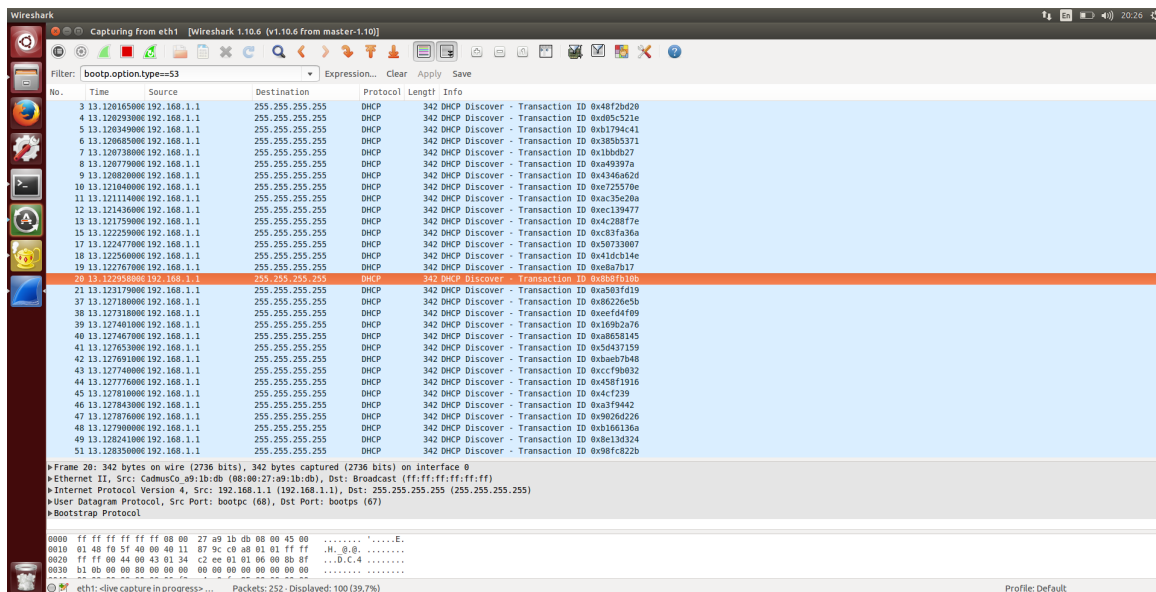 Wireshark En 20:26
Capturing from eth1 [Wireshark 1.10.6 (v1.10.6 from master-1.10)]
Filter: bootp.option.type==53 Expression... Clear Apply Save
No. Time Source Destination Protocol Length Info
3 13.120165000 192.168.1.1 255.255.255.255 DHCP 342 DHCP Discover - Transaction ID 0x48f2bd20
4 13.120293000 192.168.1.1 255.255.255.255 DHCP 342 DHCP Discover - Transaction ID 0xd05c521e
5 13.120349000 192.168.1.1 255.255.255.255 DHCP 342 DHCP Discover - Transaction ID 0xb1794c41
6 13.120685000 192.168.1.1 255.255.255.255 DHCP 342 DHCP Discover - Transaction ID 0x385b5371
7 13.120738000 192.168.1.1 255.255.255.255 DHCP 342 DHCP Discover - Transaction ID 0x1bbdb27
8 13.120779000 192.168.1.1 255.255.255.255 DHCP 342 DHCP Discover - Transaction ID 0xa49397a
9 13.120820000 192.168.1.1 255.255.255.255 DHCP 342 DHCP Discover - Transaction ID 0x4346a62d
10 13.121040000 192.168.1.1 255.255.255.255 DHCP 342 DHCP Discover - Transaction ID 0xe725570e
11 13.121114000 192.168.1.1 255.255.255.255 DHCP 342 DHCP Discover - Transaction ID 0xac35e20a
12 13.121436000 192.168.1.1 255.255.255.255 DHCP 342 DHCP Discover - Transaction ID 0xec139477
13 13.121759000 192.168.1.1 255.255.255.255 DHCP 342 DHCP Discover - Transaction ID 0x4c288f7e
15 13.122259000 192.168.1.1 255.255.255.255 DHCP 342 DHCP Discover - Transaction ID 0xc83fa36a
17 13.122477000 192.168.1.1 255.255.255.255 DHCP 342 DHCP Discover - Transaction ID 0x50733007
18 13.122560000 192.168.1.1 255.255.255.255 DHCP 342 DHCP Discover - Transaction ID 0x41dcb14e
19 13.122767000 192.168.1.1 255.255.255.255 DHCP 342 DHCP Discover - Transaction ID 0xe8a7b17
20 13.122958000 192.168.1.1 255.255.255.255 DHCP 342 DHCP Discover - Transaction ID 0x8b8fb10b
21 13.123179000 192.168.1.1 255.255.255.255 DHCP 342 DHCP Discover - Transaction ID 0xa503fd19
37 13.127180000 192.168.1.1 255.255.255.255 DHCP 342 DHCP Discover - Transaction ID 0x86226e5b
38 13.127318000 192.168.1.1 255.255.255.255 DHCP 342 DHCP Discover - Transaction ID 0xeefd4f09
39 13.127401000 192.168.1.1 255.255.255.255 DHCP 342 DHCP Discover - Transaction ID 0x169b2a76
40 13.127467000 192.168.1.1 255.255.255.255 DHCP 342 DHCP Discover - Transaction ID 0xa8658145
41 13.127653000 192.168.1.1 255.255.255.255 DHCP 342 DHCP Discover - Transaction ID 0x5d437159
42 13.127691000 192.168.1.1 255.255.255.255 DHCP 342 DHCP Discover - Transaction ID 0xbaeb7b48
43 13.127740000 192.168.1.1 255.255.255.255 DHCP 342 DHCP Discover - Transaction ID 0xccf9b032
44 13.127776000 192.168.1.1 255.255.255.255 DHCP 342 DHCP Discover - Transaction ID 0x458f1916
45 13.127810000 192.168.1.1 255.255.255.255 DHCP 342 DHCP Discover - Transaction ID 0x4cf239
46 13.127843000 192.168.1.1 255.255.255.255 DHCP 342 DHCP Discover - Transaction ID 0xa3f9442
47 13.127876000 192.168.1.1 255.255.255.255 DHCP 342 DHCP Discover - Transaction ID 0x9026d226
48 13.127900000 192.168.1.1 255.255.255.255 DHCP 342 DHCP Discover - Transaction ID 0xb166136a
49 13.128241000 192.168.1.1 255.255.255.255 DHCP 342 DHCP Discover - Transaction ID 0x8e13d324
51 13.128350000 192.168.1.1 255.255.255.255 DHCP 342 DHCP Discover - Transaction ID 0x98fc822b
Frame 20: 342 bytes on wire (2736 bits), 342 bytes captured (2736 bits) on interface 0
Ethernet II, Src: CadmusCo_a9:1b:db (08:00:27:a9:1b:db), Dst: Broadcast (ff:ff:ff:ff:ff:ff)
Internet Protocol Version 4, Src: 192.168.1.1 (192.168.1.1), Dst: 255.255.255.255 (255.255.255.255)
User Datagram Protocol, Src Port: bootpc (68), Dst Port: bootps (67)
Bootstrap Protocol
0000 ff ff ff ff ff ff 08 00 27 a9 1b db 08 00 45 00 ........ '.....E.
0010 01 48 f0 5f 40 00 40 11 87 9c c0 a8 01 01 ff ff .H._@.@. ........
0020 ff ff 00 44 00 43 01 34 c2 ee 01 01 06 00 8b 8f ...D.C.4 ........
0030 b1 0b 00 00 80 00 00 00 00 00 00 00 00 00 00 00 ........ ........
eth1: <live capture in progress> ... Packets: 252 · Displayed: 100 (39,7%) Profile: Default